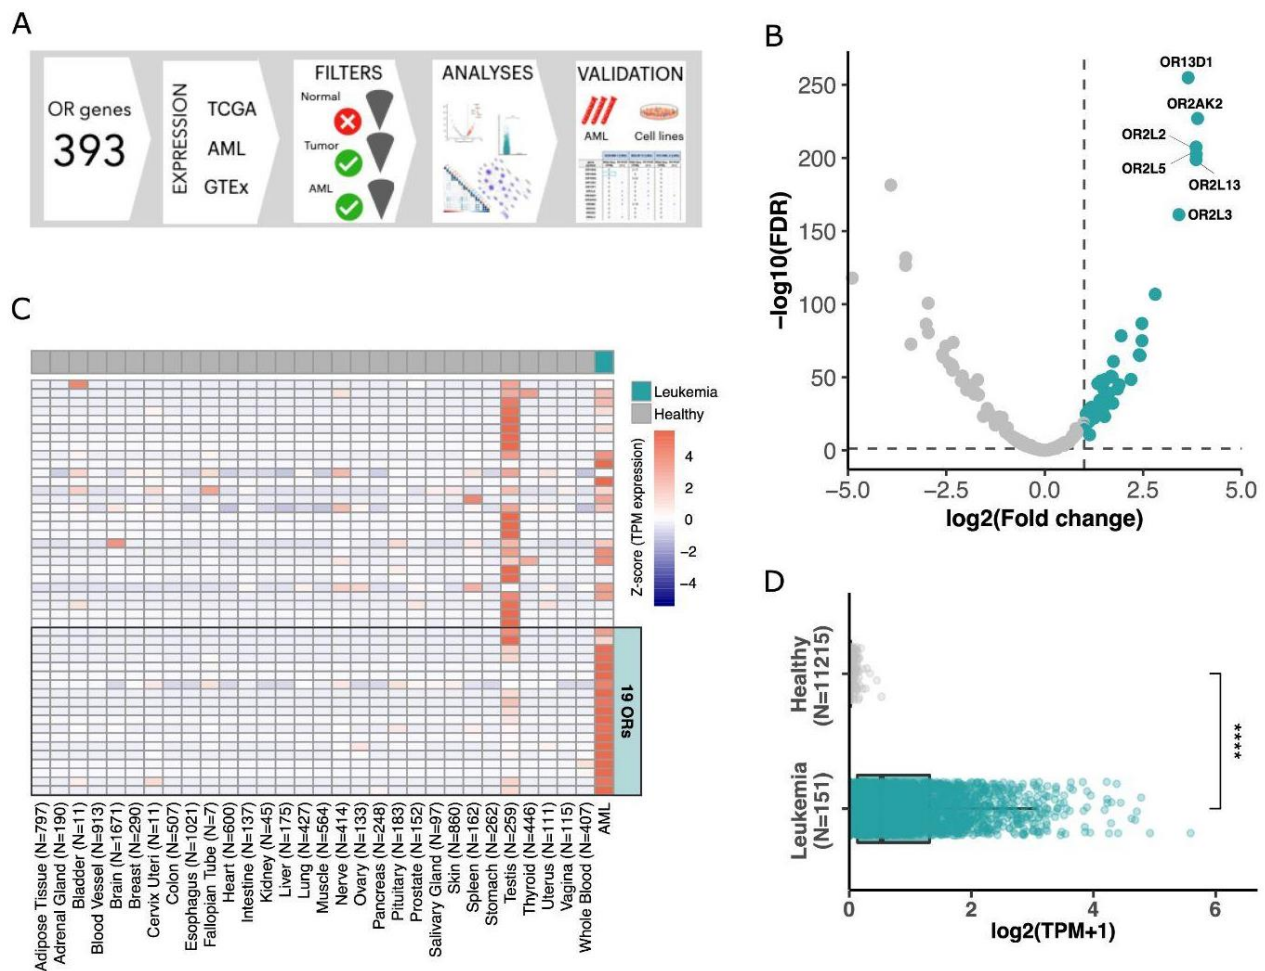 A
OR genes
393
EXPRESSION
TCGA
AML
GTEx
FILTERS
Normal
Tumor
AML
ANALYSES
VALIDATION
AML
Cell lines
B
−log10(FDR)
250
200
150
100
50
0
OR13D1
OR2AK2
OR2L2
OR2L5
OR2L13
OR2L3
−5.0
−2.5
0.0
2.5
5.0
log2(Fold change)
C
Leukemia
Healthy
Z-score (TPM expression)
4
2
0
−2
−4
19 ORs
Adipose Tissue (N=797)
Adrenal Gland (N=190)
Bladder (N=11)
Blood Vessel (N=913)
Brain (N=1671)
Breast (N=290)
Cervix Uteri (N=11)
Colon (N=507)
Esophagus (N=1021)
Fallopian Tube (N=7)
Heart (N=600)
Intestine (N=137)
Kidney (N=45)
Liver (N=175)
Lung (N=427)
Muscle (N=564)
Nerve (N=414)
Ovary (N=133)
Pancreas (N=248)
Pituitary (N=183)
Prostate (N=152)
Salivary Gland (N=97)
Skin (N=860)
Spleen (N=162)
Stomach (N=262)
Testis (N=259)
Thyroid (N=446)
Uterus (N=111)
Vagina (N=115)
Whole Blood (N=407)
AML
D
Healthy
(N=11215)
Leukemia
(N=151)
****
0
2
4
6
log2(TPM+1)